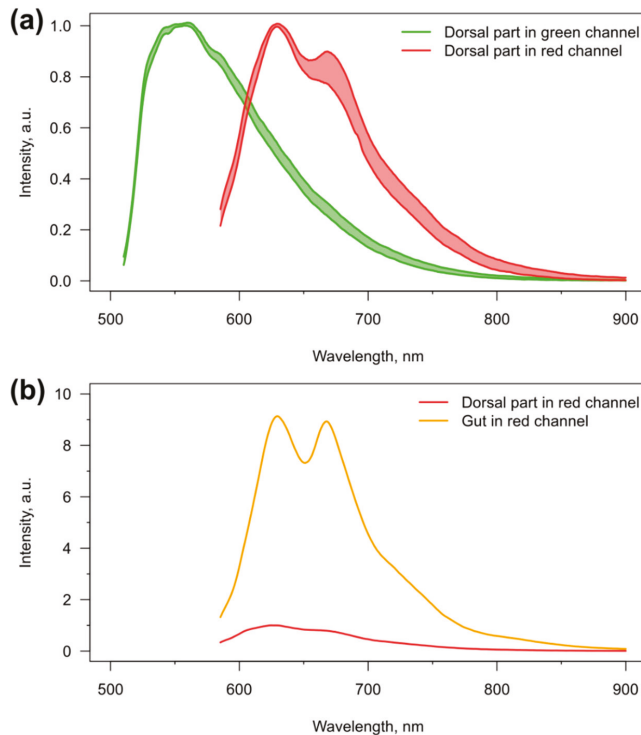 (a)
Dorsal part in green channel
Dorsal part in red channel
Intensity, a.u.
1.0
0.8
0.6
0.4
0.2
0.0
500 600 700 800 900
Wavelength, nm
(b)
Dorsal part in red channel
Gut in red channel
Intensity, a.u.
10
8
6
4
2
0
500 600 700 800 900
Wavelength, nm